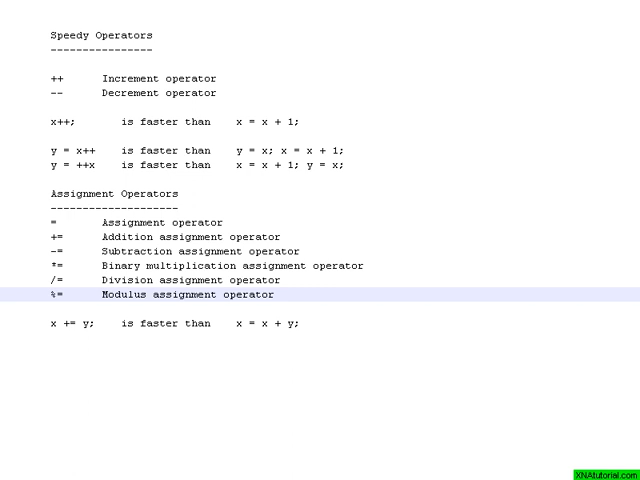 Speedy Operators
----------------
++ Increment operator
-- Decrement operator
x++; is faster than x = x + 1;
y = x++ is faster than y = x; x = x + 1;
y = ++x is faster than x = x + 1; y = x;
Assignment Operators
--------------------
= Assignment operator
+= Addition assignment operator
-= Subtraction assignment operator
*= Binary multiplication assignment operator
/= Division assignment operator
%= Modulus assignment operator
x += y; is faster than x = x + y;
XNAtutorial.com